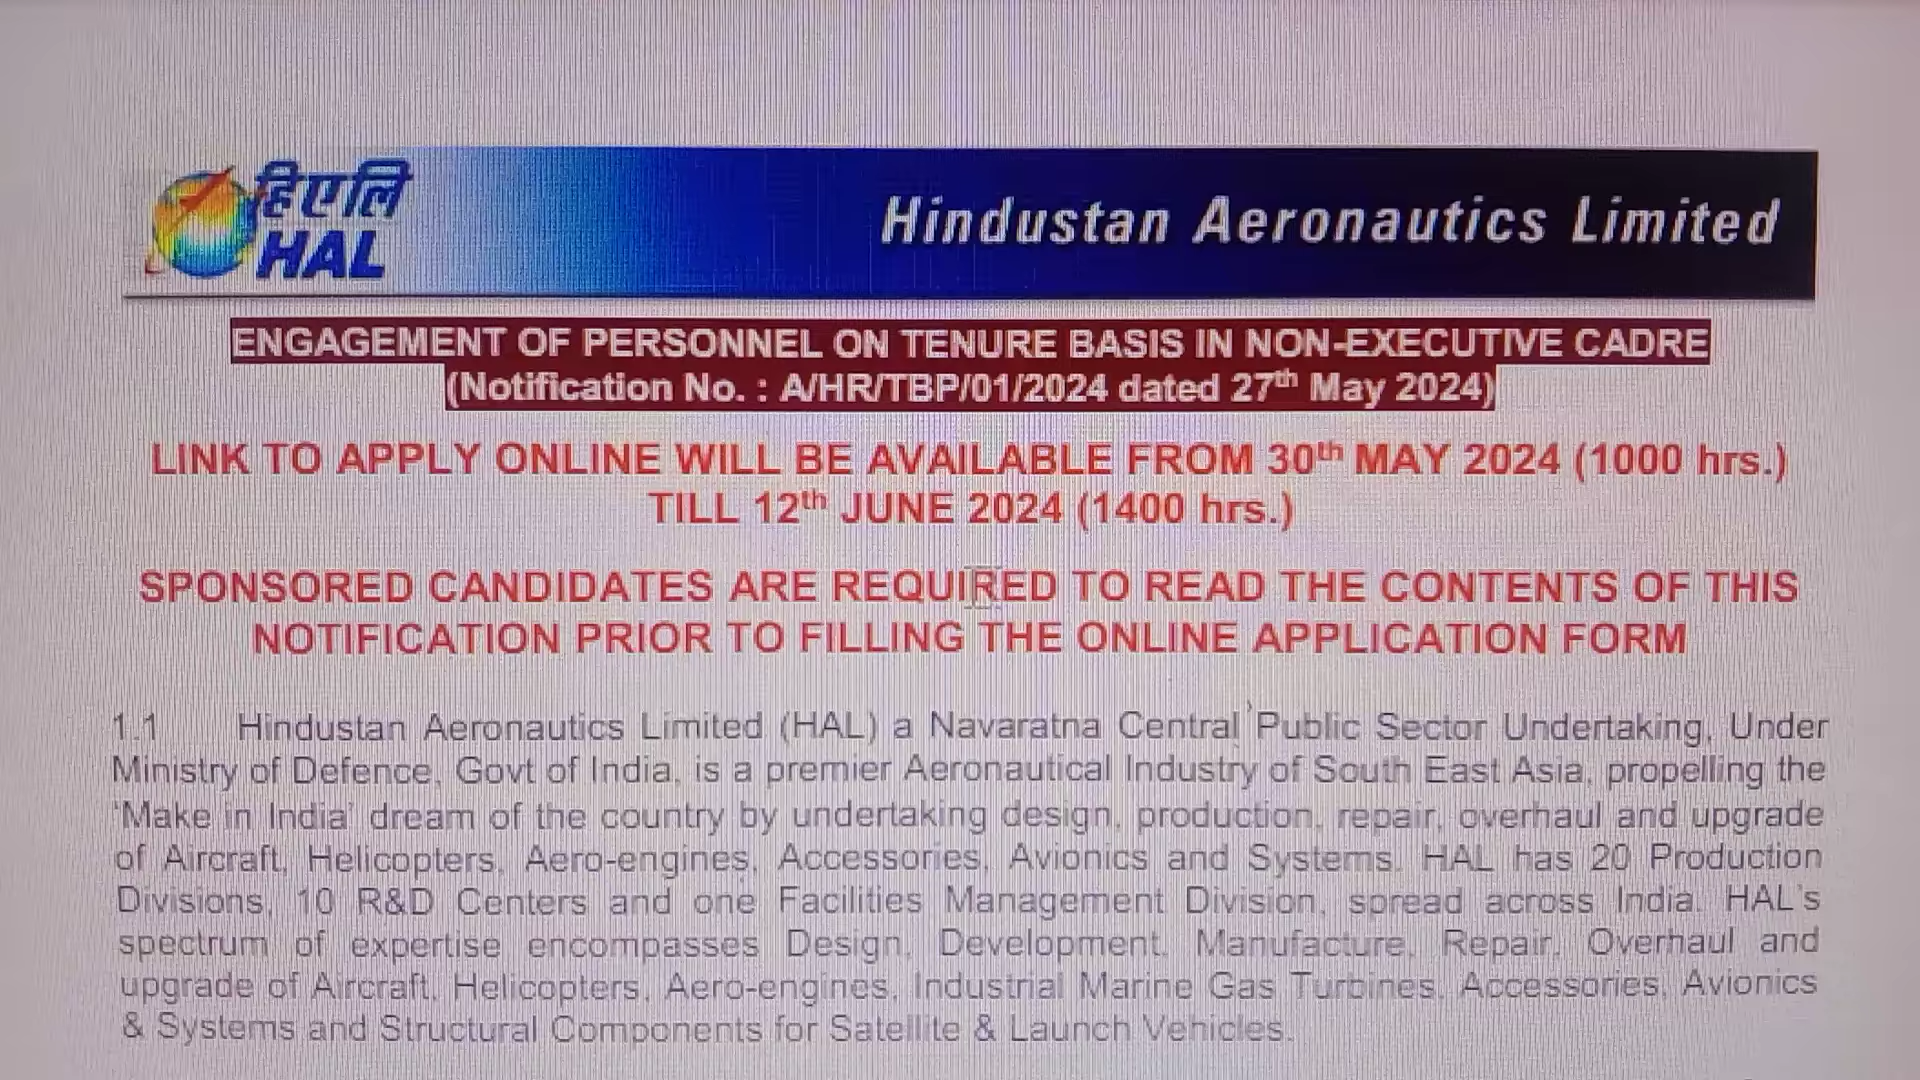 हिएलि
HAL
Hindustan Aeronautics Limited
ENGAGEMENT OF PERSONNEL ON TENURE BASIS IN NON-EXECUTIVE CADRE
(Notification No. : A/HR/TBP/01/2024 dated 27th May 2024)
LINK TO APPLY ONLINE WILL BE AVAILABLE FROM 30th MAY 2024 (1000 hrs.)
TILL 12th JUNE 2024 (1400 hrs.)
SPONSORED CANDIDATES ARE REQUIRED TO READ THE CONTENTS OF THIS
NOTIFICATION PRIOR TO FILLING THE ONLINE APPLICATION FORM
1.1 Hindustan Aeronautics Limited (HAL) a Navaratna Central Public Sector Undertaking, Under
Ministry of Defence, Govt of India, is a premier Aeronautical Industry of South East Asia, propelling the
‘Make in India’ dream of the country by undertaking design, production, repair, overhaul and upgrade
of Aircraft, Helicopters, Aero-engines, Accessories, Avionics and Systems. HAL has 20 Production
Divisions, 10 R&D Centers and one Facilities Management Division, spread across India. HAL's
spectrum of expertise encompasses Design, Development, Manufacture, Repair, Overhaul and
upgrade of Aircraft, Helicopters, Aero-engines, Industrial Marine Gas Turbines, Accessories, Avionics
& Systems and Structural Components for Satellite & Launch Vehicles.